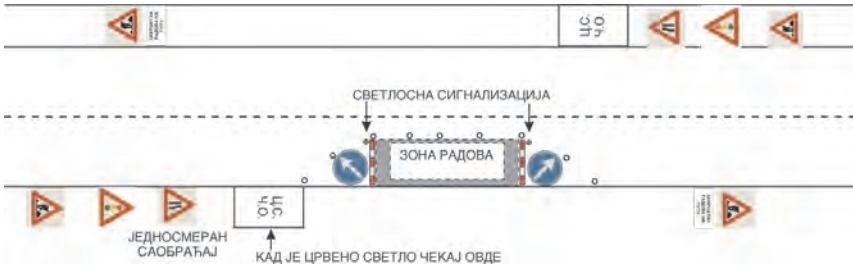 Ц.С.
Ч.О.
СВЕТЛОСНА СИГНАЛИЗАЦИЈА
ЗОНА РАДОВА
Ц.С.
Ч.О.
ЈЕДНОСМЕРАН
САОБРАЋАЈ
КАД ЈЕ ЦРВЕНО СВЕТЛО ЧЕКАЈ ОВДЕ